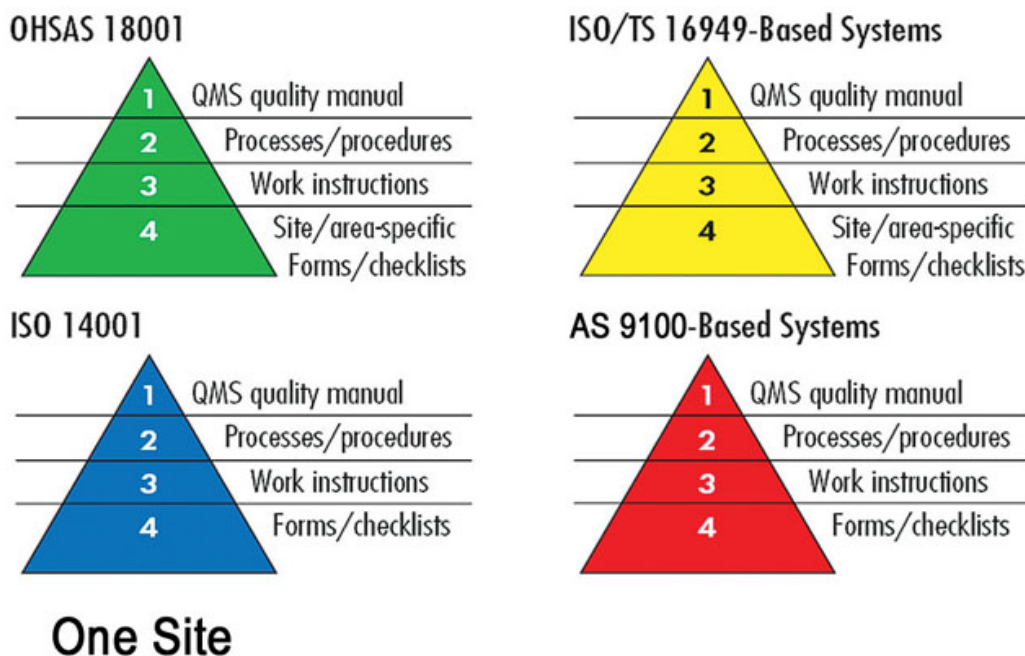 OHSAS 18001
1 QMS quality manual
2 Processes/procedures
3 Work instructions
4 Site/area-specific
Forms/checklists
ISO/TS 16949-Based Systems
1 QMS quality manual
2 Processes/procedures
3 Work instructions
4 Site/area-specific
Forms/checklists
ISO 14001
1 QMS quality manual
2 Processes/procedures
3 Work instructions
4 Forms/checklists
AS 9100-Based Systems
1 QMS quality manual
2 Processes/procedures
3 Work instructions
4 Forms/checklists
One Site